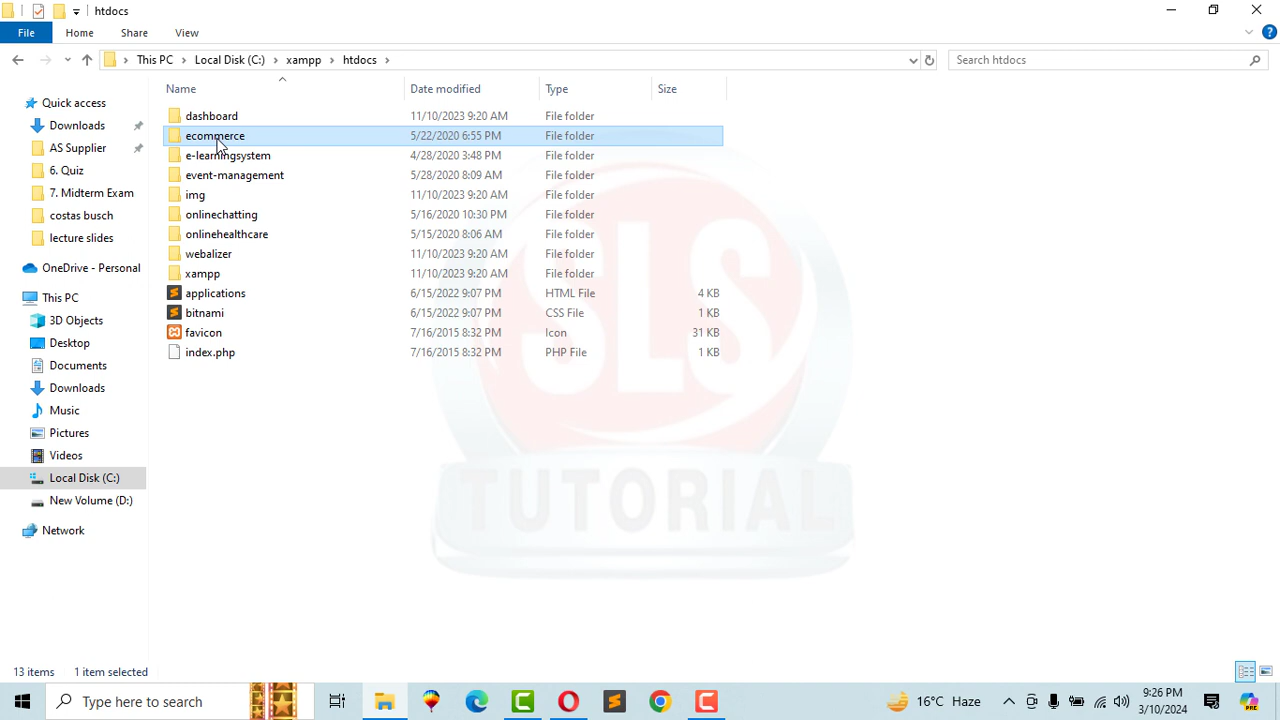 htdocs
File Home Share View
This PC Local Disk (C:) xampp htdocs Search htdocs
Name Date modified Type Size
Quick access
Downloads
AS Supplier
6. Quiz
7. Midterm Exam
costas busch
lecture slides
OneDrive - Personal
This PC
3D Objects
Desktop
Documents
Downloads
Music
Pictures
Videos
Local Disk (C:)
New Volume (D:)
Network
dashboard 11/10/2023 9:20 AM File folder
ecommerce 5/22/2020 6:55 PM File folder
e-learningsystem 4/28/2020 3:48 PM File folder
event-management 5/28/2020 8:09 AM File folder
img 11/10/2023 9:20 AM File folder
onlinechatting 5/16/2020 10:30 PM File folder
onlinehealthcare 5/15/2020 8:06 AM File folder
webalizer 11/10/2023 9:20 AM File folder
xampp 11/10/2023 9:20 AM File folder
applications 6/15/2022 9:07 PM HTML File 4 KB
bitnami 6/15/2022 9:07 PM CSS File 1 KB
favicon 7/16/2015 8:32 PM Icon 31 KB
index.php 7/16/2015 8:32 PM PHP File 1 KB
SLS
TUTORIAL
13 items 1 item selected
Type here to search
16°C Haze
9:26 PM
3/10/2024
PRE